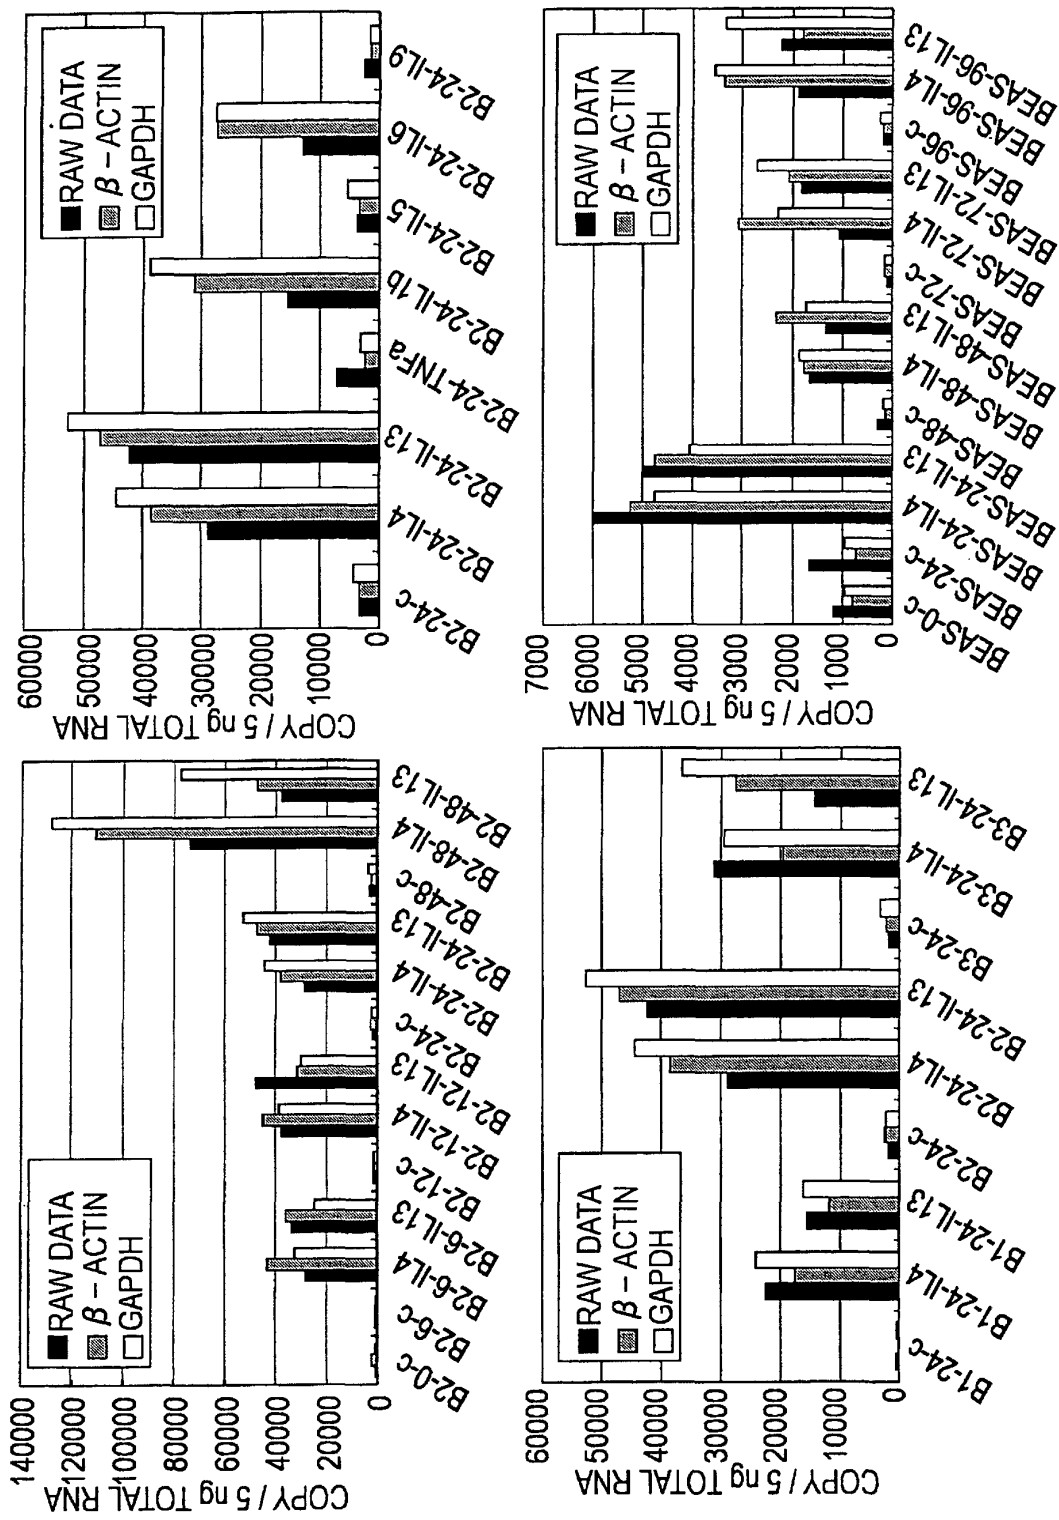 COPY / 5 ng TOTAL RNA
140000
120000
100000
80000
60000
40000
20000
0
RAW DATA
β – ACTIN
GAPDH
B2-0-c
B2-6-c
B2-6-IL4
B2-6-IL13
B2-12-c
B2-12-IL4
B2-12-IL13
B2-24-c
B2-24-IL4
B2-24-IL13
B2-48-c
B2-48-IL4
B2-48-IL13
COPY / 5 ng TOTAL RNA
60000
50000
40000
30000
20000
10000
0
RAW DATA
β – ACTIN
GAPDH
B2-24-c
B2-24-IL4
B2-24-IL13
B2-24-TNFa
B2-24-IL1b
B2-24-IL5
B2-24-IL6
B2-24-IL9
COPY / 5 ng TOTAL RNA
60000
50000
40000
30000
20000
10000
0
RAW DATA
β – ACTIN
GAPDH
B1-24-c
B1-24-IL4
B1-24-IL13
B2-24-c
B2-24-IL4
B2-24-IL13
B3-24-c
B3-24-IL4
B3-24-IL13
COPY / 5 ng TOTAL RNA
7000
6000
5000
4000
3000
2000
1000
0
RAW DATA
β – ACTIN
GAPDH
BEAS-0-c
BEAS-24-c
BEAS-24-IL4
BEAS-24-IL13
BEAS-48-c
BEAS-48-IL4
BEAS-48-IL13
BEAS-72-c
BEAS-72-IL4
BEAS-72-IL13
BEAS-96-c
BEAS-96-IL4
BEAS-96-IL13